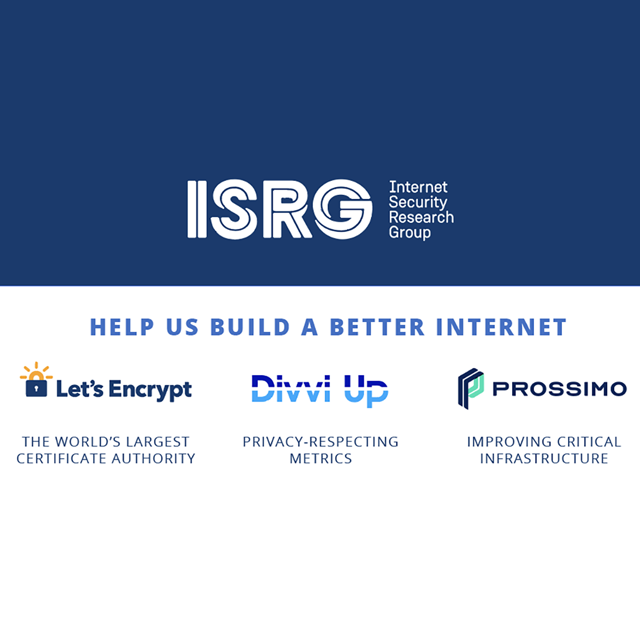 ISRG
Internet
Security
Research
Group
HELP US BUILD A BETTER INTERNET
Let's Encrypt
Divvi Up
PROSSIMO
THE WORLD'S LARGEST
CERTIFICATE AUTHORITY
PRIVACY-RESPECTING
METRICS
IMPROVING CRITICAL
INFRASTRUCTURE